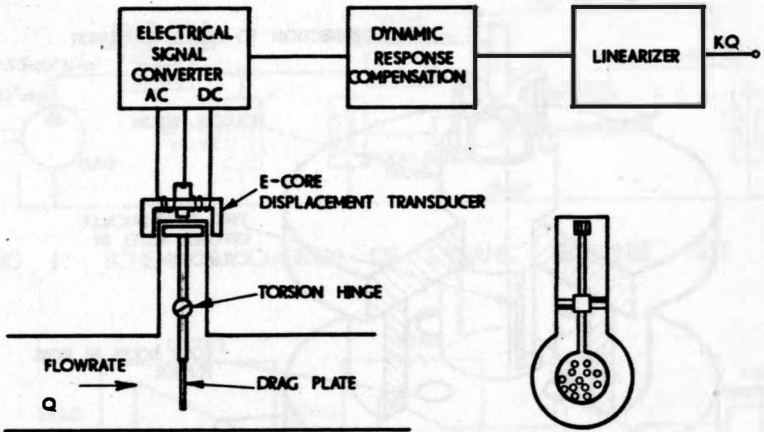 ELECTRICAL
SIGNAL
CONVERTER
AC DC
DYNAMIC
RESPONSE
COMPENSATION
LINEARIZER
KQ
E-CORE
DISPLACEMENT TRANSDUCER
TORSION HINGE
FLOWRATE
Q
DRAG PLATE